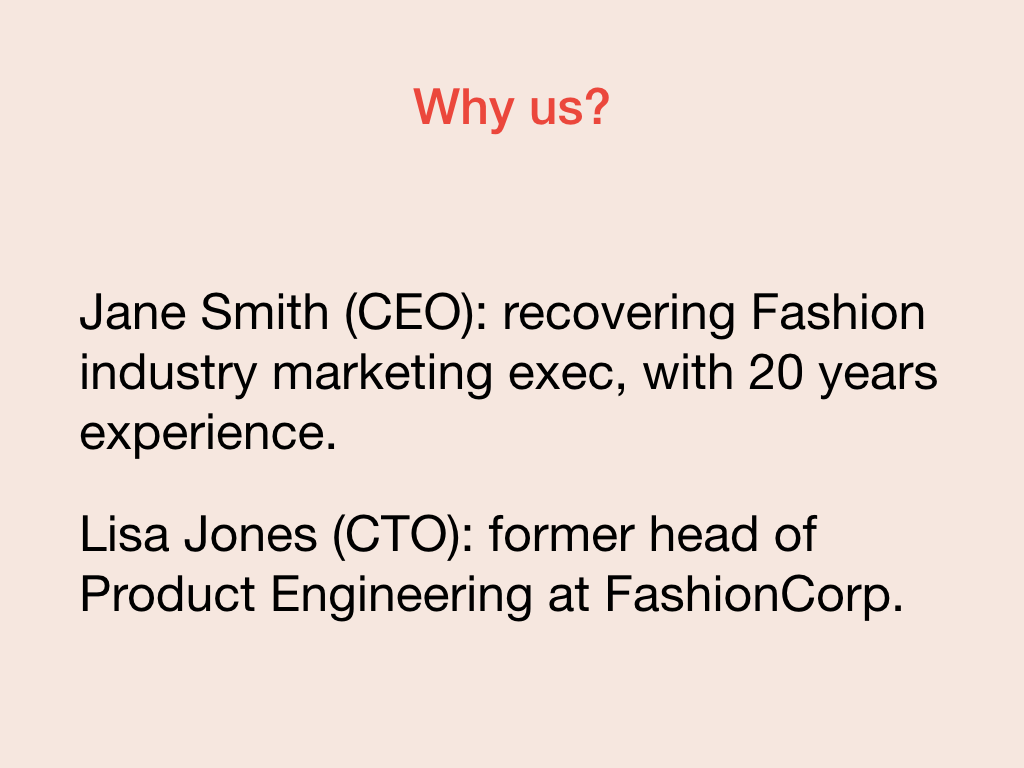 Why us?
Jane Smith (CEO): recovering Fashion
industry marketing exec, with 20 years
experience.
Lisa Jones (CTO): former head of
Product Engineering at FashionCorp.